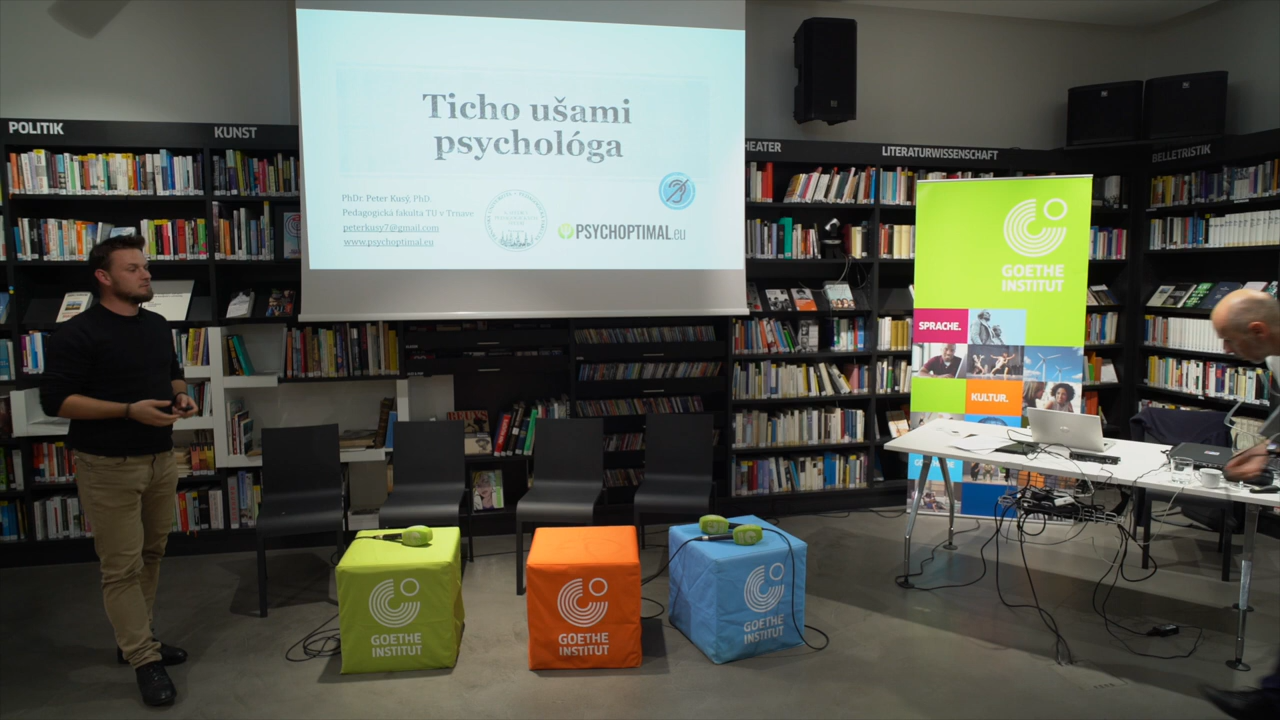 POLITIK
KUNST
Ticho ušami
psychológa
PhDr. Peter Kusý, PhD.
Pedagogická fakulta TU v Trnave
peterkusy7@gmail.com
www.psychoptimal.eu
PSYCHOPTIMAL.eu
HEATER
LITERATURWISSENSCHAFT
BELLETRISTIK
GOETHE
INSTITUT
SPRACHE.
KULTUR.
GOETHE
INSTITUT
GOETHE
INSTITUT
GOETHE
INSTITUT